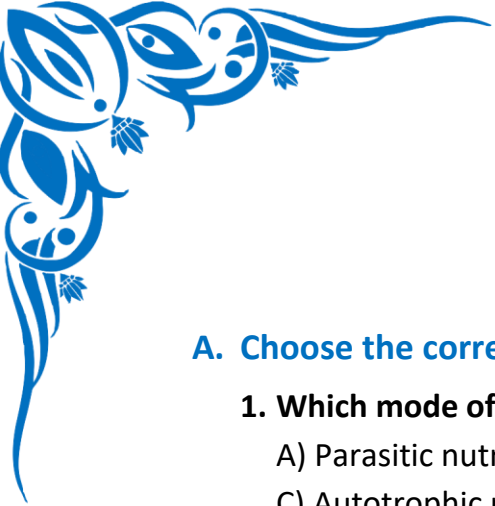 A. Choose the corre
1. Which mode of
A) Parasitic nutr
C) Autotrophic